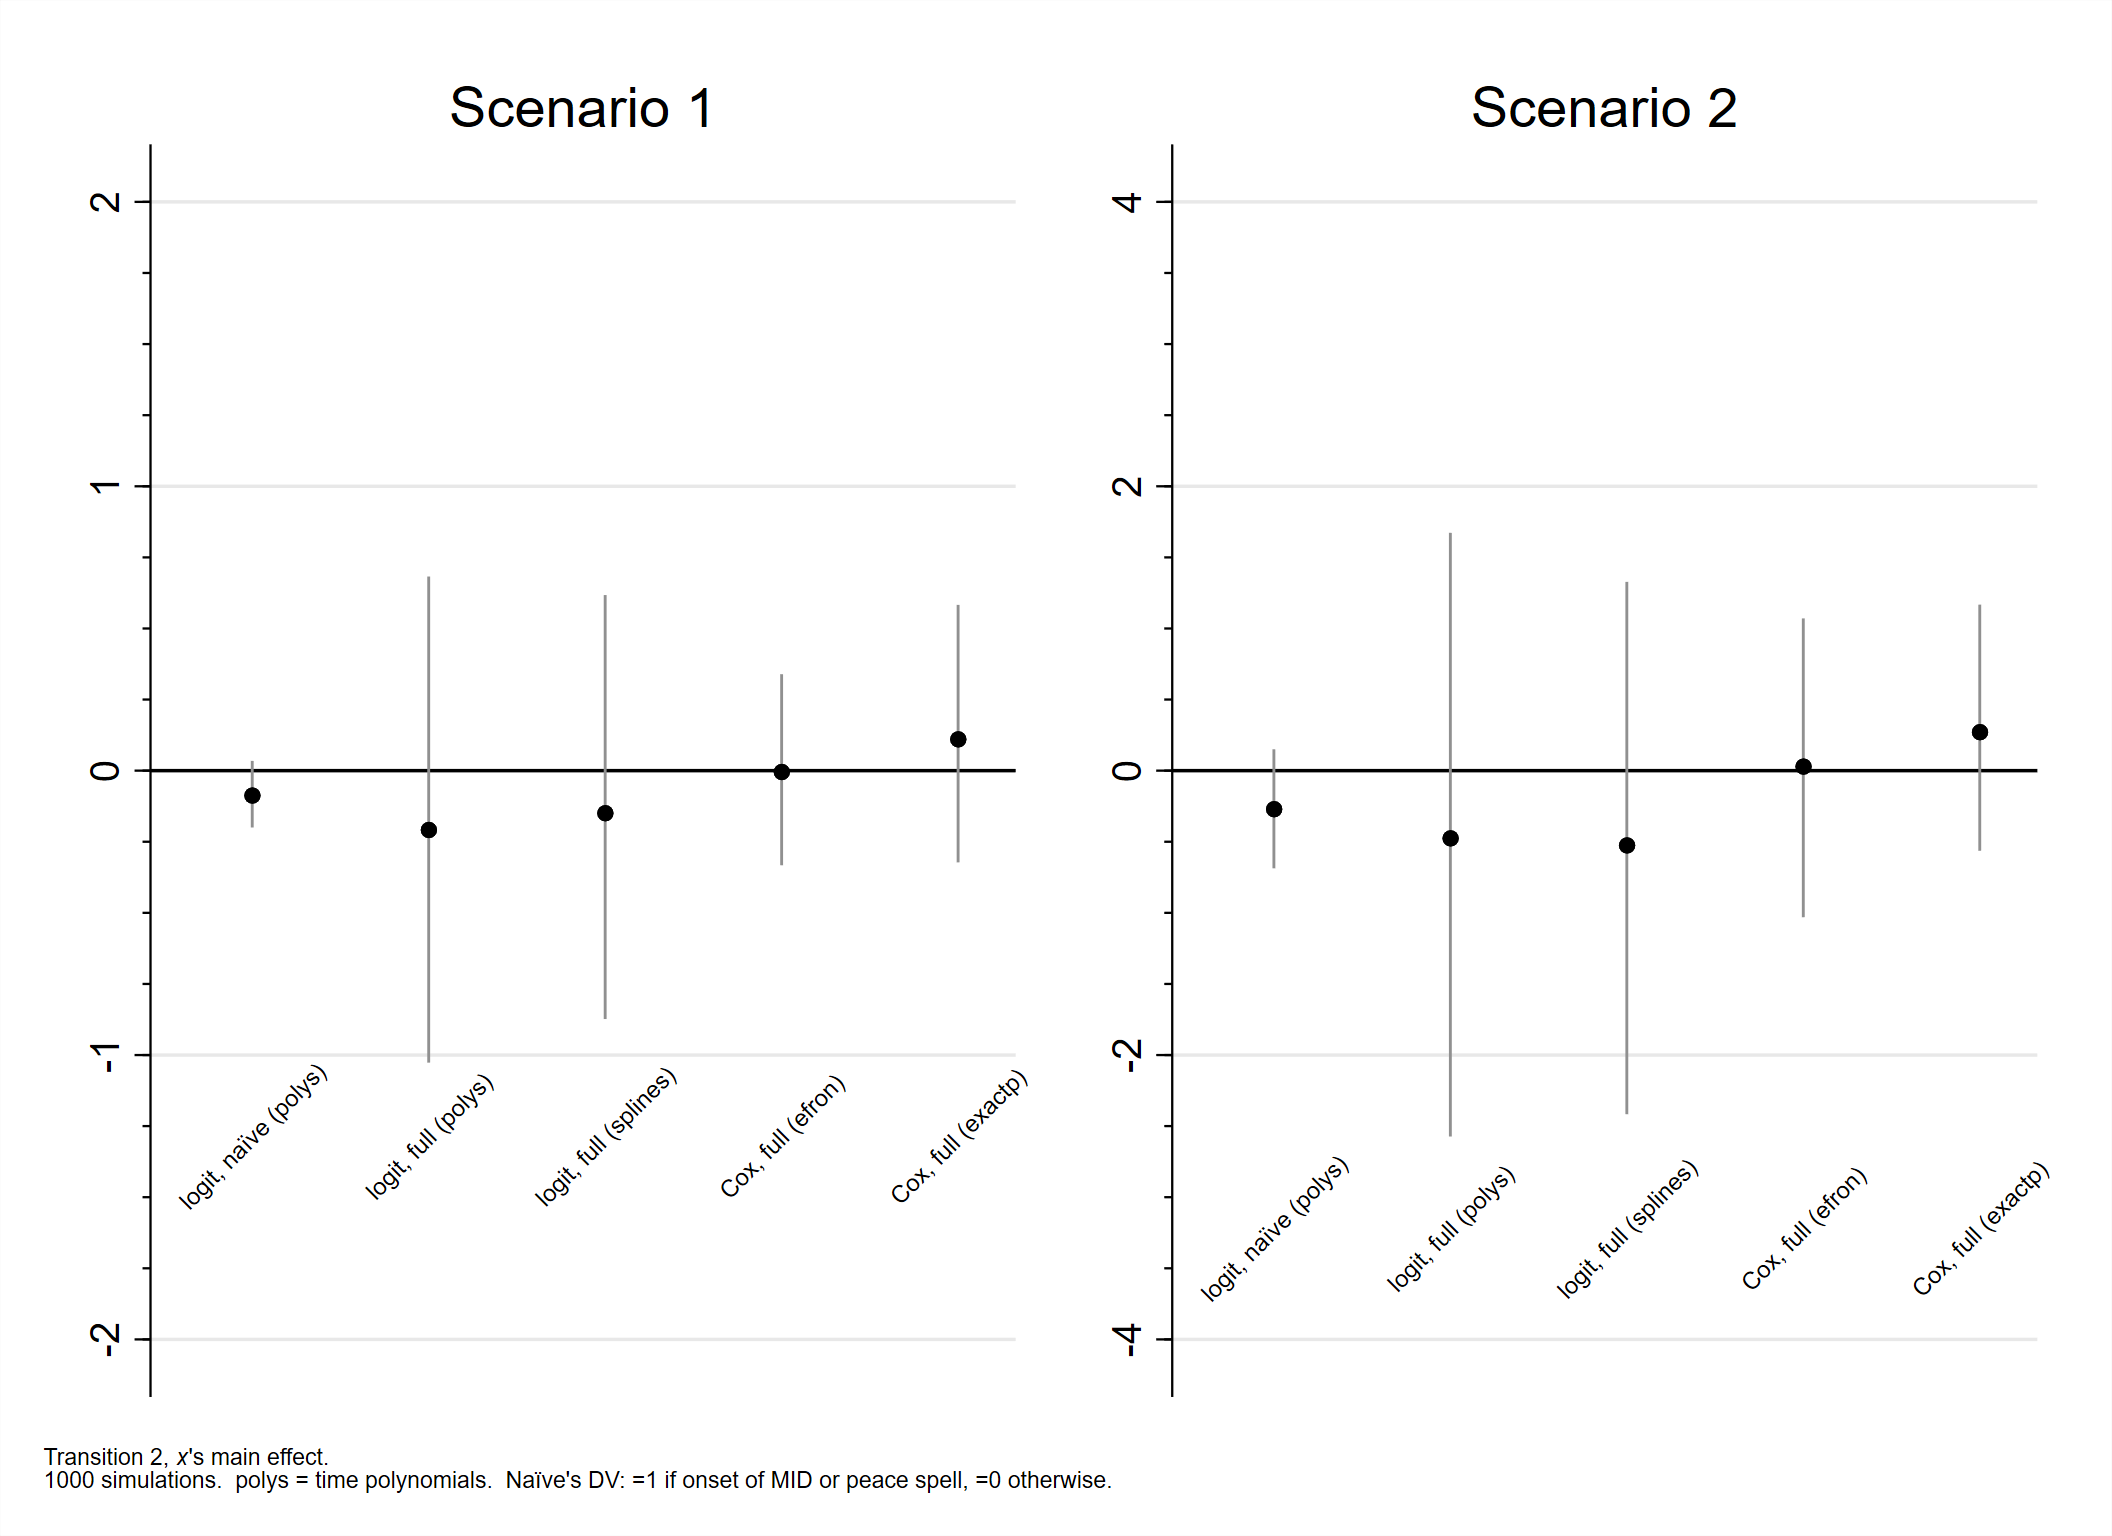 Scenario 1
2
1
0
-1
-2
logit, naïve (polys)
logit, full (polys)
logit, full (splines)
Cox, full (efron)
Cox, full (exactp)
Scenario 2
4
2
0
-2
-4
logit, naïve (polys)
logit, full (polys)
logit, full (splines)
Cox, full (efron)
Cox, full (exactp)
Transition 2, x's main effect.
1000 simulations.  polys = time polynomials.  Naïve's DV: =1 if onset of MID or peace spell, =0 otherwise.